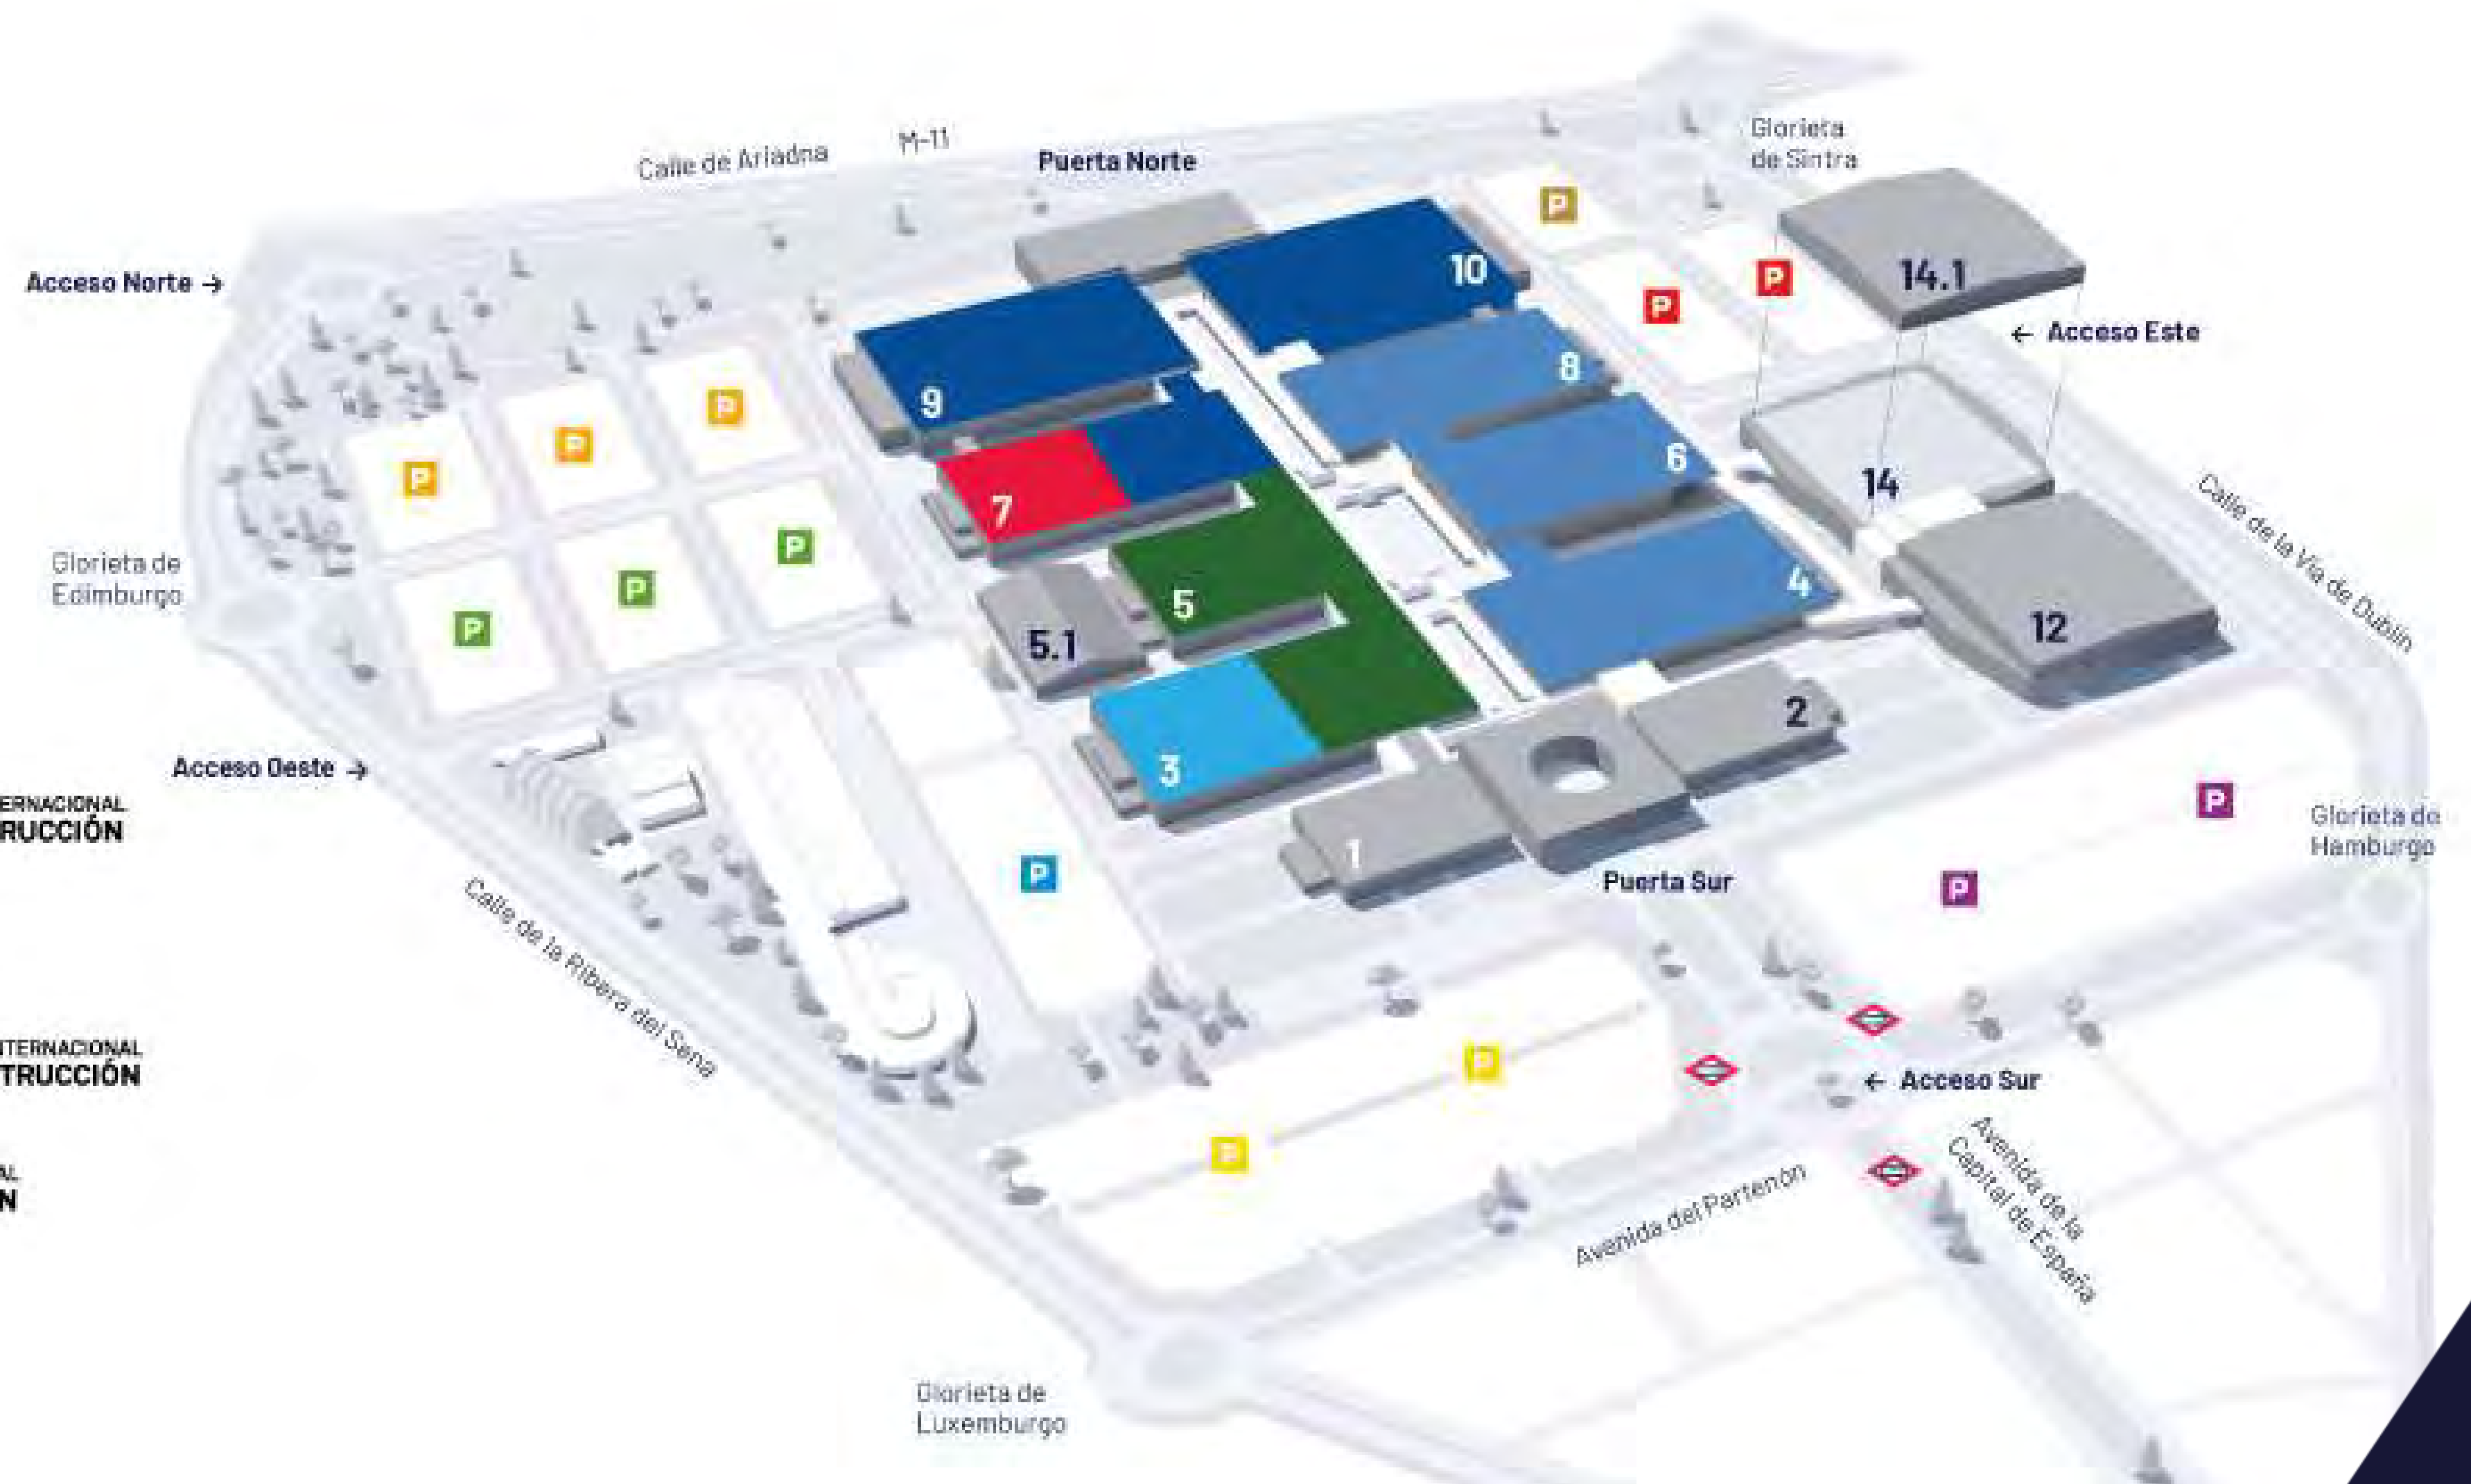 Glorieta
de Sintra
M-11
Calle de Ariadna
Puerta Norte
P
10
14.1
Acceso Norte →
P
P
← Acceso Este
8
9
P
P
P
6
14
7
Calle de la Vía de Dublín
P
P
P
4
Glorieta de
Edimburgo
5
5.1
12
2
3
Acceso Oeste →
ERNACIONAL
RUCCIÓN
P
Glorieta de
Hamburgo
1
P
Puerta Sur
P
Calle de la Ribera del Sena
NTERNACIONAL
TRUCCIÓN
P
← Acceso Sur
P
AL
N
Avenida del Partenón
Avenida de la
Capital de España
Glorieta de
Luxemburgo